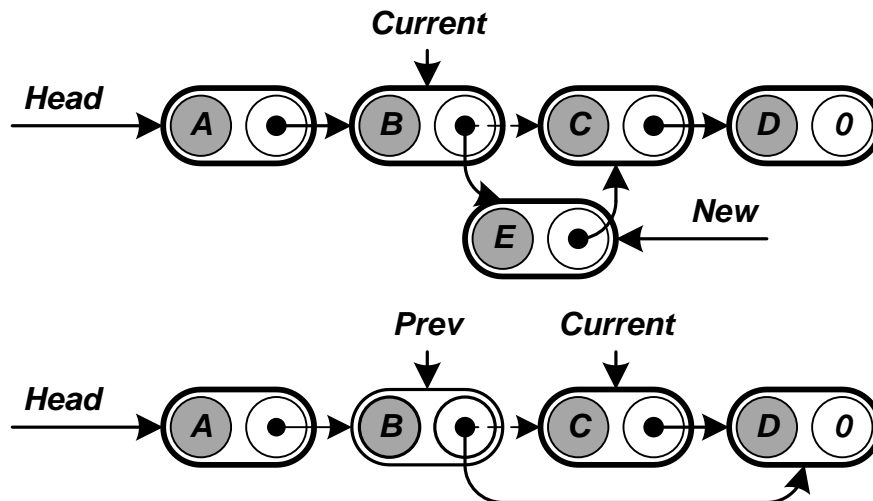 Current
Head
A B C D 0
E
New
Prev Current
Head
A B C D 0